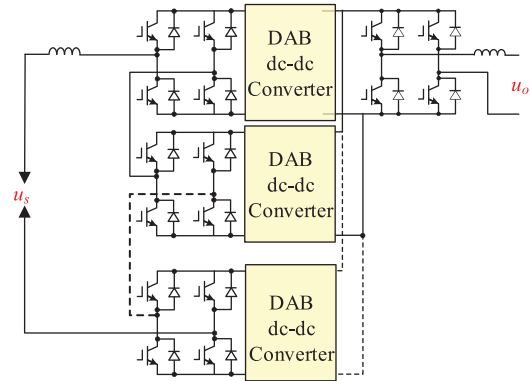 DAB
dc-dc
Converter
u_o
DAB
dc-dc
Converter
u_s
DAB
dc-dc
Converter